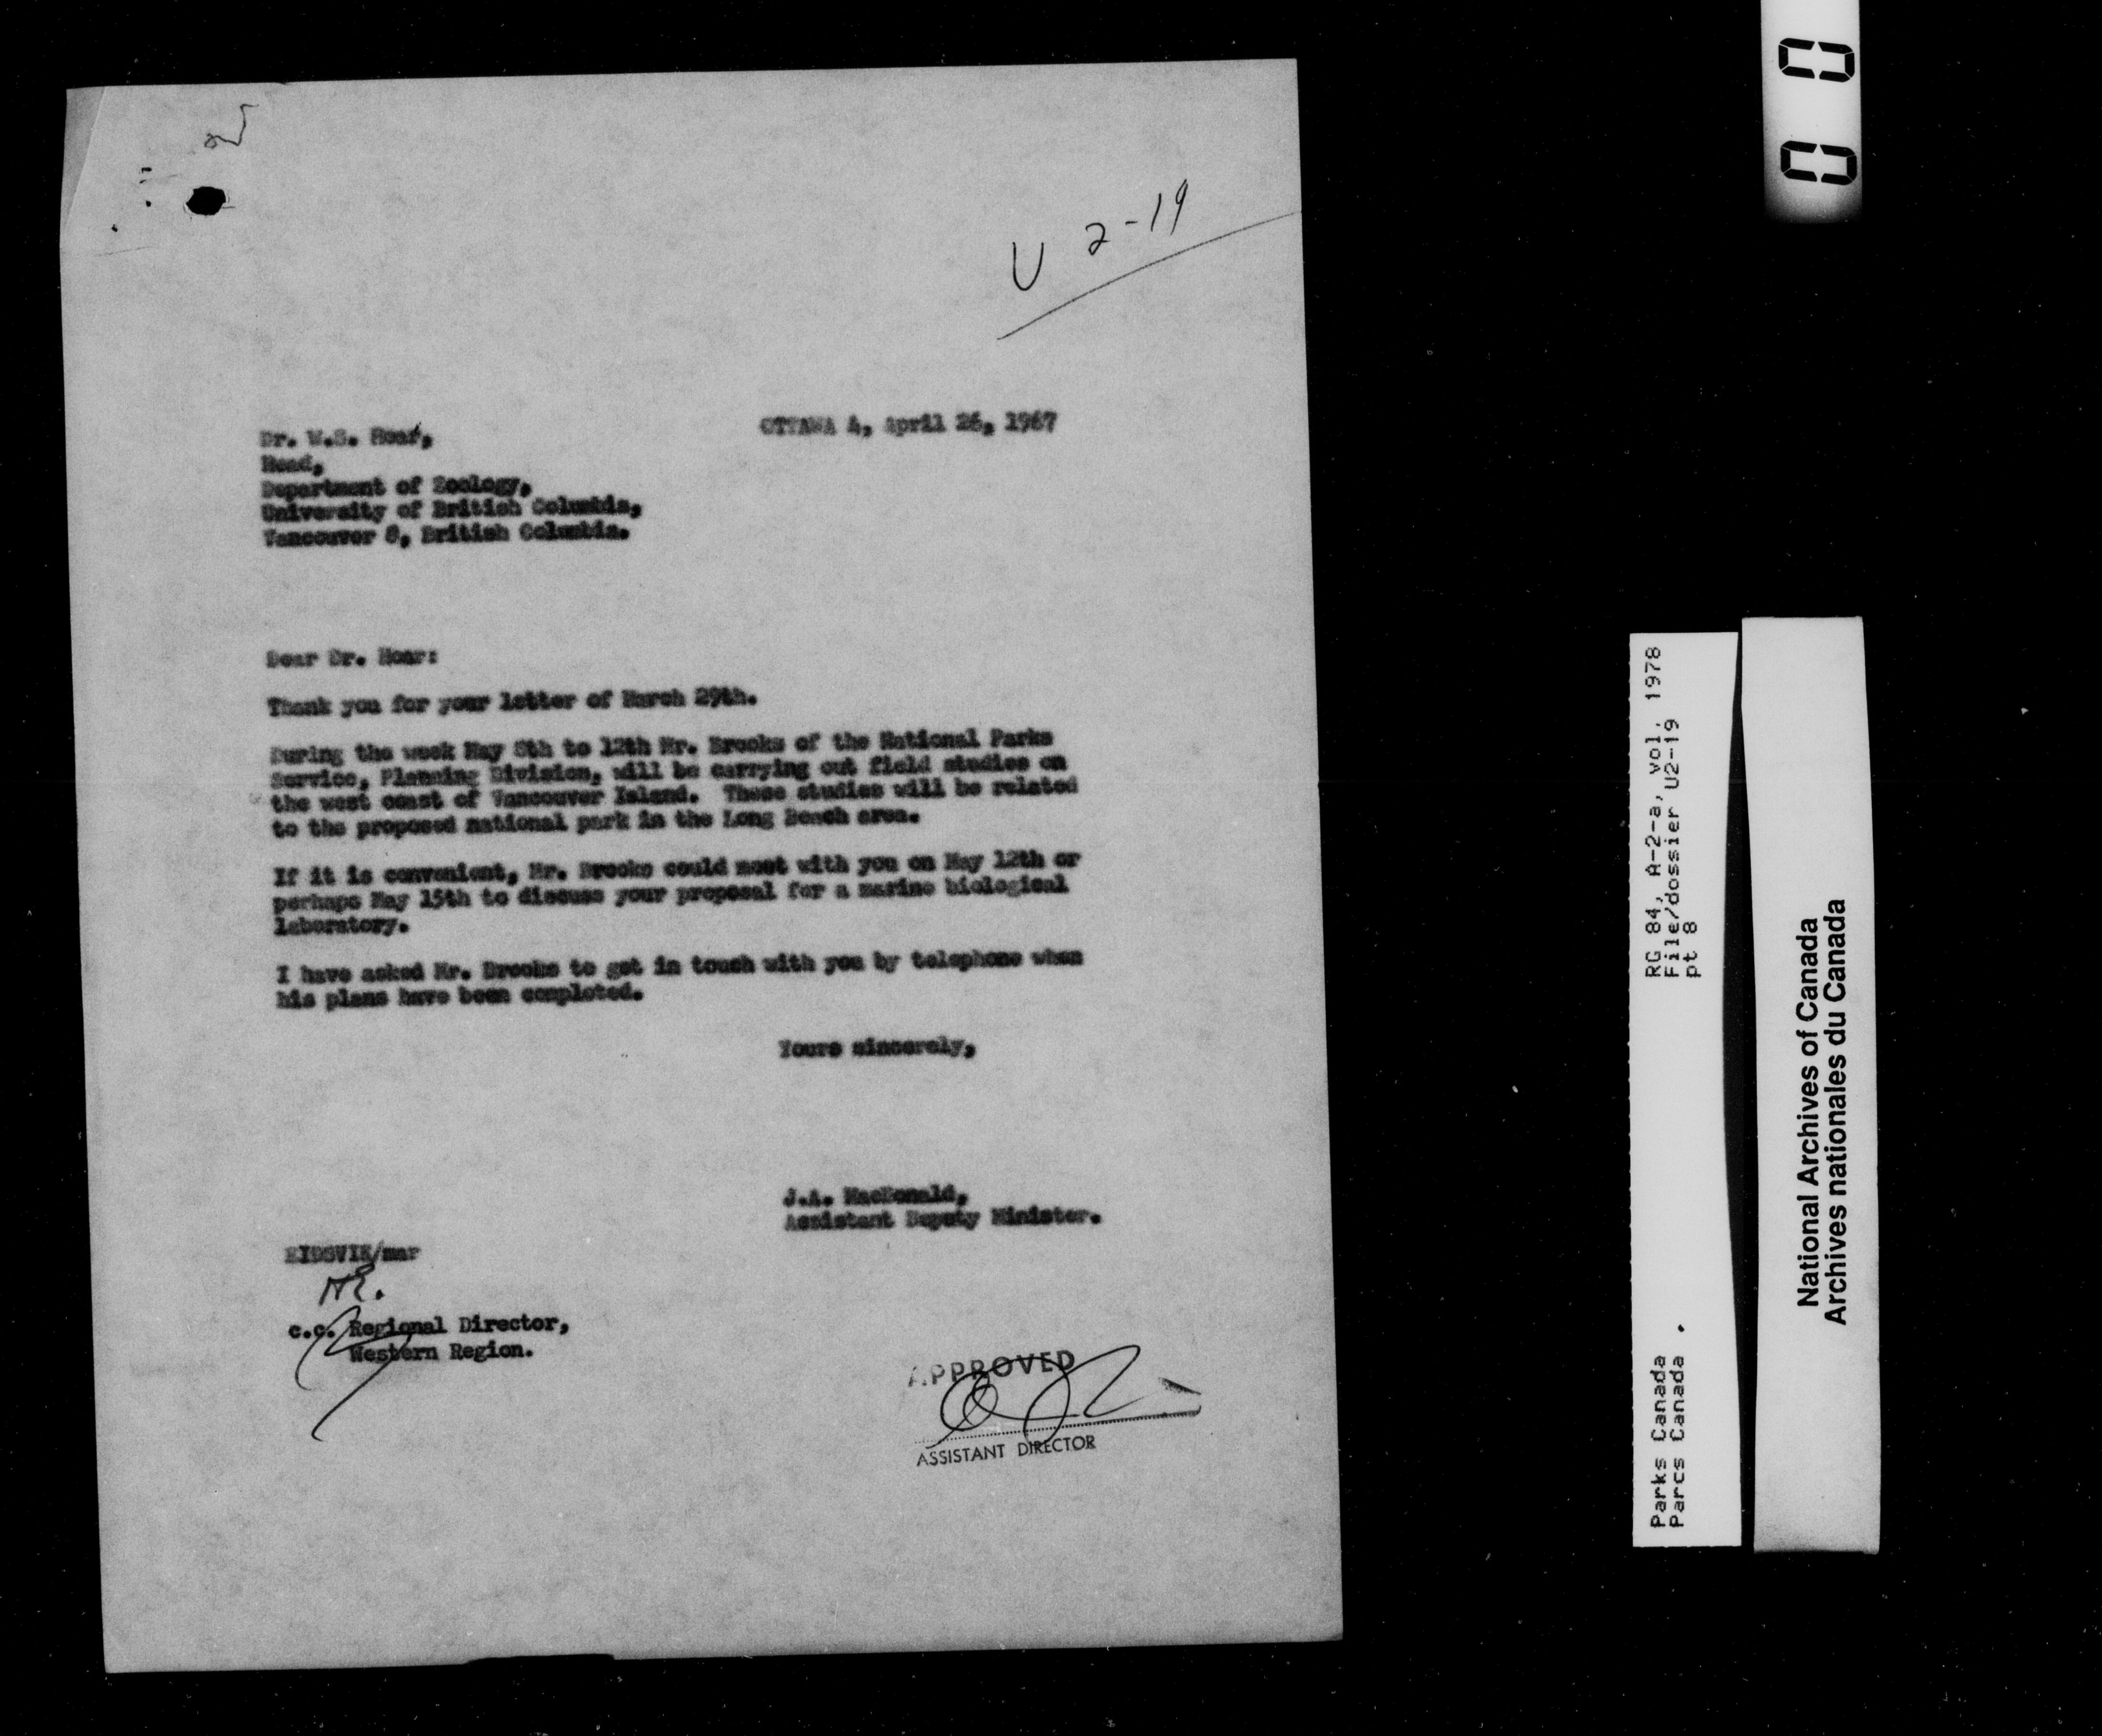 U 2-19
OTTAWA 4, April 26, 1967
Dr. W.S. Hoar,
Head,
Department of Zoology,
University of British Columbia,
Vancouver 8, British Columbia.
Dear Dr. Hoar:
Thank you for your letter of March 29th.
During the week May 8th to 12th Mr. Brooks of the National Parks
Service, Planning Division, will be carrying out field studies on
the west coast of Vancouver Island. These studies will be related
to the proposed national park in the Long Beach area.
If it is convenient, Mr. Brooks could meet with you on May 12th or
perhaps May 15th to discuss your proposal for a marine biological
laboratory.
I have asked Mr. Brooks to get in touch with you by telephone when
his plans have been completed.
Yours sincerely,
J.A. MacDonald,
Assistant Deputy Minister.
EIDSVIK/mar
HE.
c.c. Regional Director,
Western Region.
APPROVED
ASSISTANT DIRECTOR
00
RG 84, A-2-a, vol. 1978
File/dossier U2-19
pt 8
Parks Canada
Parcs Canada .
National Archives of Canada
Archives nationales du Canada